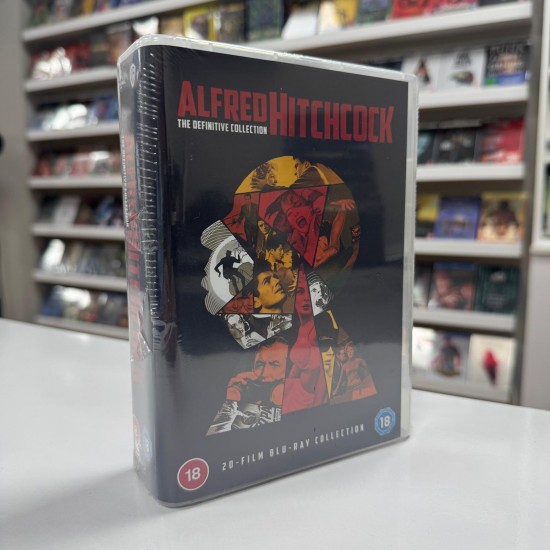 ALFRED HITCHCOCK
THE DEFINITIVE COLLECTION
20-FILM BLU-RAY COLLECTION
18
18